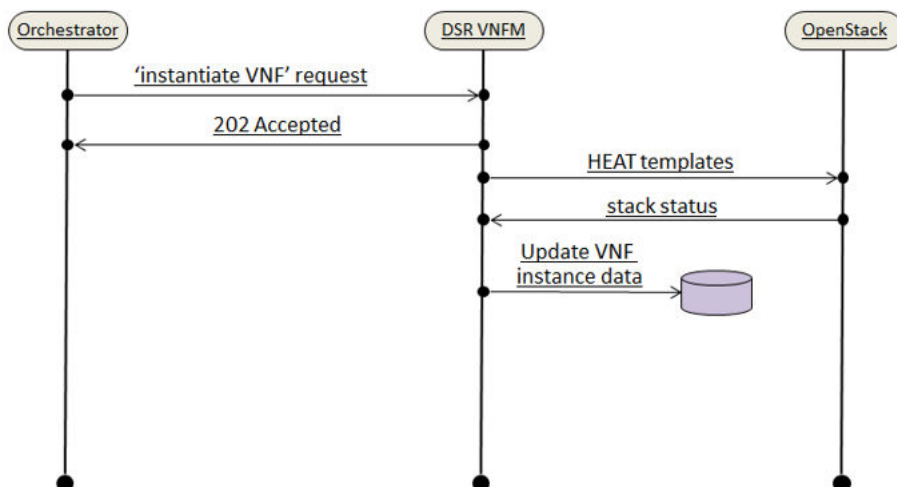 Orchestrator
DSR VNFM
OpenStack
‘instantiate VNF’ request
202 Accepted
HEAT templates
stack status
Update VNF
instance data